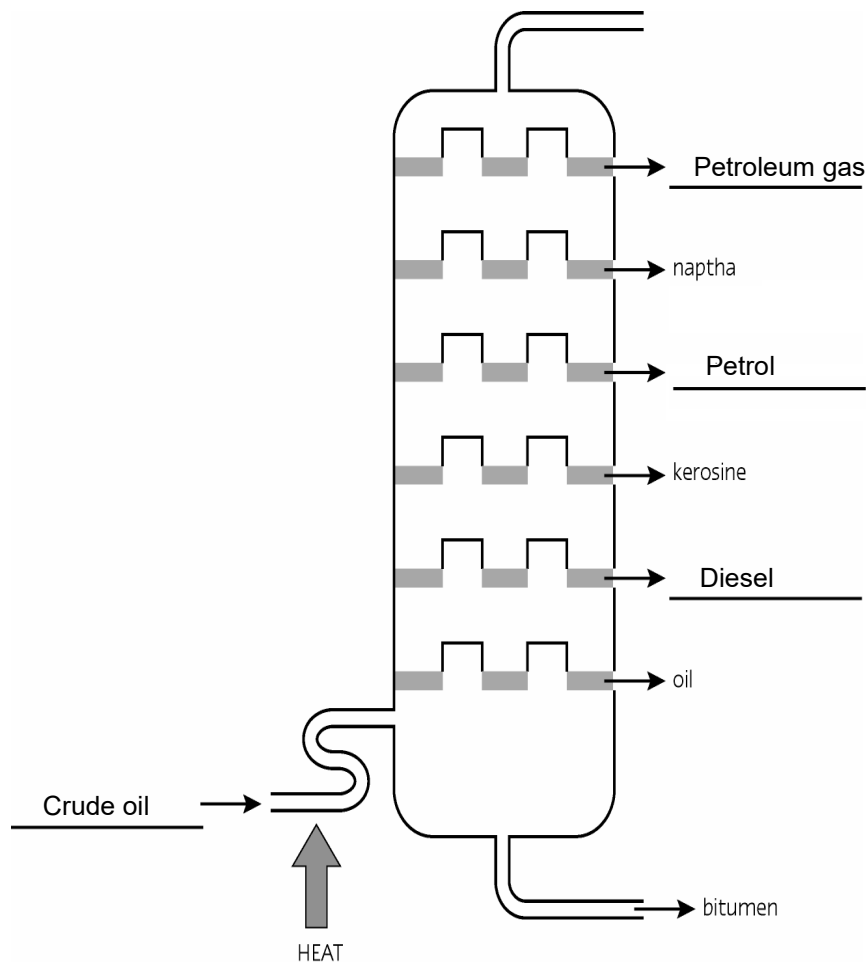 Petroleum gas
naptha
Petrol
kerosine
Diesel
oil
Crude oil
bitumen
HEAT